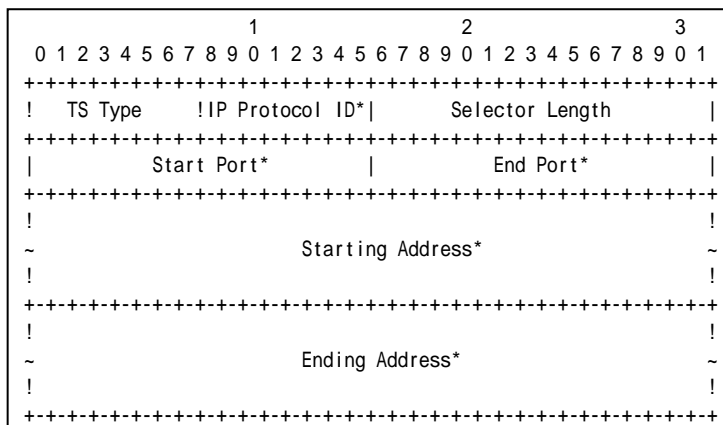 1                   2                   3
 0 1 2 3 4 5 6 7 8 9 0 1 2 3 4 5 6 7 8 9 0 1 2 3 4 5 6 7 8 9 0 1
+-+-+-+-+-+-+-+-+-+-+-+-+-+-+-+-+-+-+-+-+-+-+-+-+-+-+-+-+-+-+-+-+
!   TS Type     !IP Protocol ID*|       Selector Length         |
+-+-+-+-+-+-+-+-+-+-+-+-+-+-+-+-+-+-+-+-+-+-+-+-+-+-+-+-+-+-+-+-+
|           Start Port*         |           End Port*           |
+-+-+-+-+-+-+-+-+-+-+-+-+-+-+-+-+-+-+-+-+-+-+-+-+-+-+-+-+-+-+-+-+
!                                                               !
~                         Starting Address*                     ~
!                                                               !
+-+-+-+-+-+-+-+-+-+-+-+-+-+-+-+-+-+-+-+-+-+-+-+-+-+-+-+-+-+-+-+-+
!                                                               !
~                         Ending Address*                       ~
!                                                               !
+-+-+-+-+-+-+-+-+-+-+-+-+-+-+-+-+-+-+-+-+-+-+-+-+-+-+-+-+-+-+-+-+